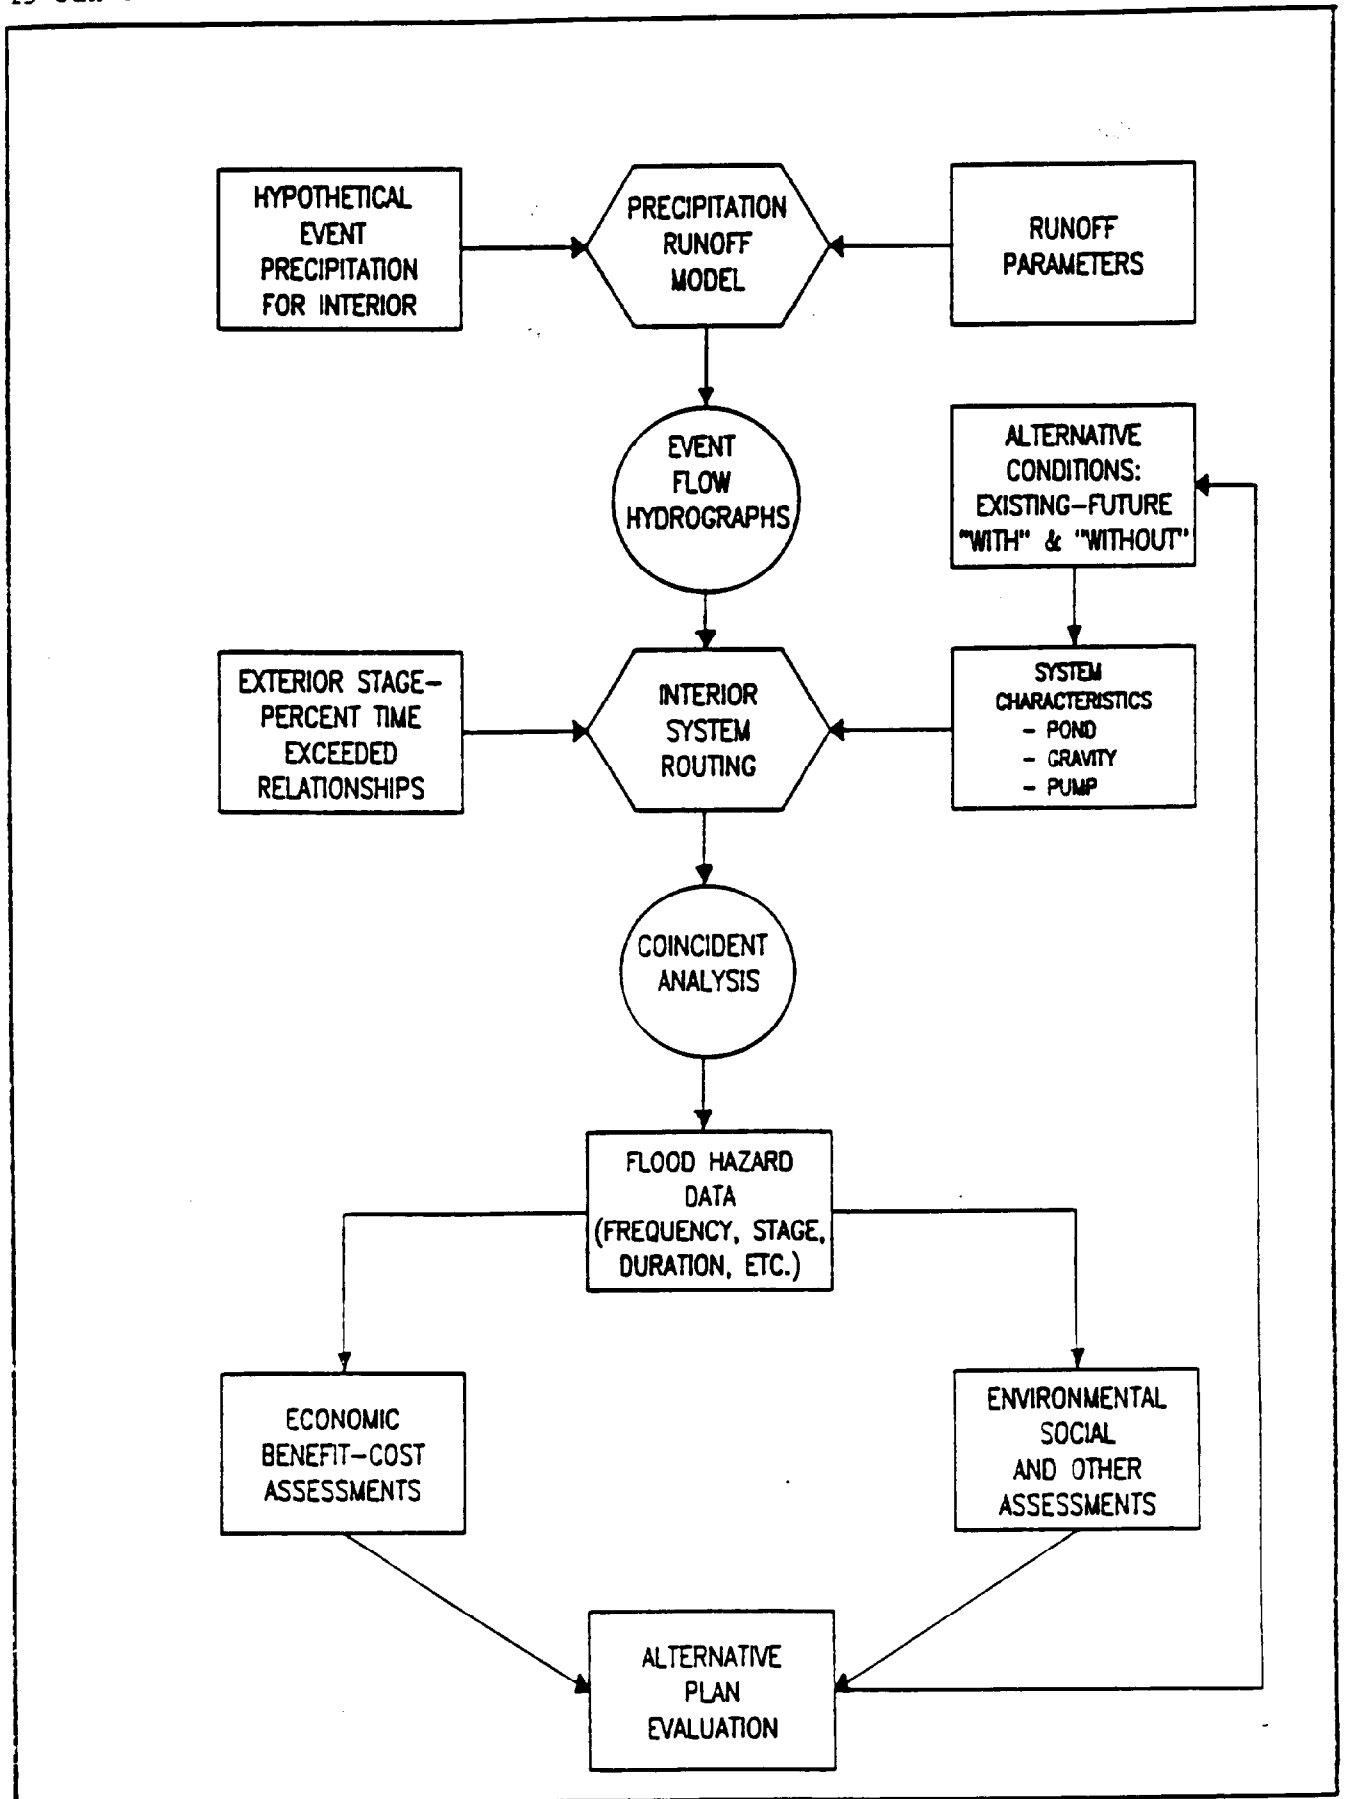 HYPOTHETICAL
EVENT
PRECIPITATION
FOR INTERIOR
PRECIPITATION
RUNOFF
MODEL
RUNOFF
PARAMETERS
EVENT
FLOW
HYDROGRAPHS
ALTERNATIVE
CONDITIONS:
EXISTING-FUTURE
"WITH" & "WITHOUT"
EXTERIOR STAGE-
PERCENT TIME
EXCEEDED
RELATIONSHIPS
INTERIOR
SYSTEM
ROUTING
SYSTEM
CHARACTERISTICS
- POND
- GRAVITY
- PUMP
COINCIDENT
ANALYSIS
FLOOD HAZARD
DATA
(FREQUENCY, STAGE,
DURATION, ETC.)
ECONOMIC
BENEFIT-COST
ASSESSMENTS
ENVIRONMENTAL
SOCIAL
AND OTHER
ASSESSMENTS
ALTERNATIVE
PLAN
EVALUATION